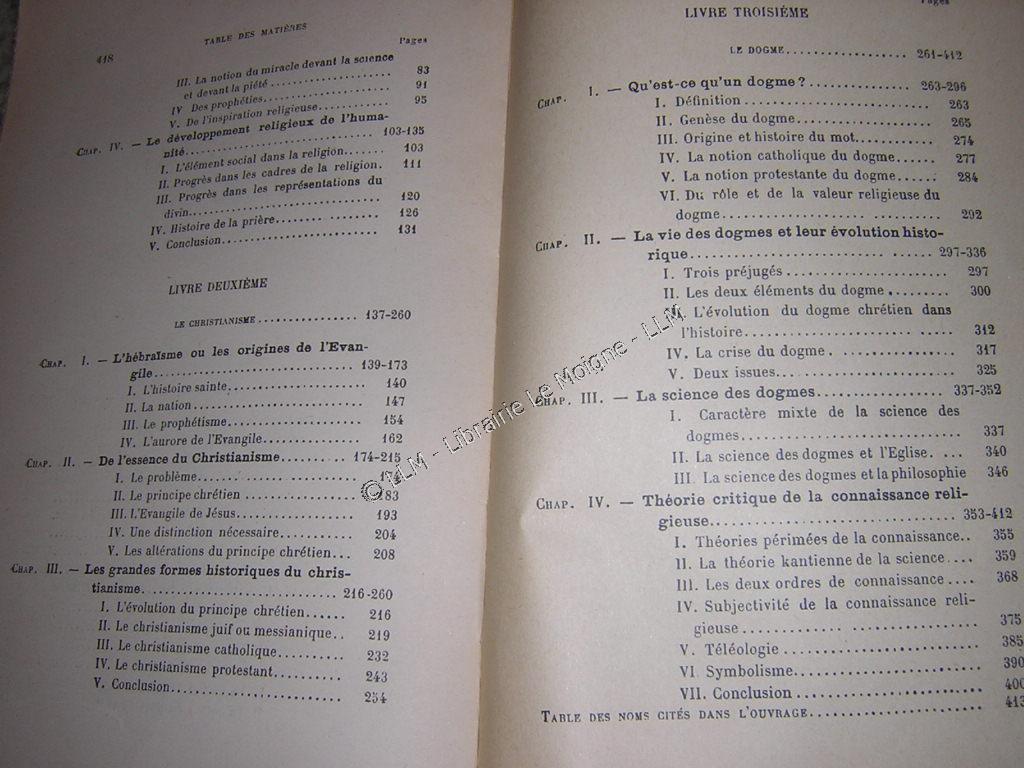 418
TABLE DES MATIÈRES
Pages
III. La notion du miracle devant la science
et devant la piété .................... 83
IV Des prophéties.................... 91
V. De l'inspiration religieuse............ 95
CHAP. IV. — Le développement religieux de l'huma-
nité............................ 103-135
I. L'élément social dans la religion....... 103
II. Progrès dans les cadres de la religion. 111
III. Progrès dans les représentations du
divin............................ 120
IV. Histoire de la prière................ 126
V. Conclusion........................ 131
LIVRE DEUXIÈME
LE CHRISTIANISME ................ 137-260
CHAP. I. — L'hébraïsme ou les origines de l'Evan-
gile............................ 139-173
I. L'histoire sainte.................... 140
II. La nation ........................ 147
III. Le prophétisme.................... 154
IV. L'aurore de l'Evangile.............. 162
CHAP. II. — De l'essence du Christianisme......... 174-215
I. Le problème........................
II. Le principe chrétien ................ 183
III. L'Evangile de Jésus................ 193
IV. Une distinction nécessaire............ 204
V. Les altérations du principe chrétien... 208
CHAP. III. — Les grandes formes historiques du chris-
tianisme........................ 216-260
I. L'évolution du principe chrétien...... 216
II. Le christianisme juif ou messianique.. 219
III. Le christianisme catholique.......... 232
IV. Le christianisme protestant.......... 243
V. Conclusion........................ 254
Pages
LIVRE TROISIÈME
LE DOGME.................... 261-412
CHAP. I. — Qu'est-ce qu'un dogme? .............. 263-296
I. Définition ........................ 263
II. Genèse du dogme.................... 265
III. Origine et histoire du mot............ 274
IV. La notion catholique du dogme...... 277
V. La notion protestante du dogme...... 284
VI. Du rôle et de la valeur religieuse du
dogme............................ 292
CHAP. II. — La vie des dogmes et leur évolution histo-
rique............................ 297-336
I. Trois préjugés .................... 297
II. Les deux éléments du dogme ......... 300
III. L'évolution du dogme chrétien dans
l'histoire........................ 312
IV. La crise du dogme. ................ 317
V. Deux issues........................ 325
CHAP. III. — La science des dogmes................ 337-352
I. Caractère mixte de la science des
dogmes............................ 337
II. La science des dogmes et l'Eglise. .... 340
III. La science des dogmes et la philosophie 346
CHAP. IV. — Théorie critique de la connaissance reli-
gieuse............................ 353-412
I. Théories périmées de la connaissance.. 355
II. La théorie kantienne de la science.... 359
III. Les deux ordres de connaissance .... 368
IV. Subjectivité de la connaissance reli-
gieuse............................ 375
V. Téléologie ........................ 385
VI. Symbolisme........................ 390
VII. Conclusion ...................... 400
TABLE DES NOMS CITÉS DANS L'OUVRAGE.................... 413
© LLM - Librairie Le Moigne - LLM